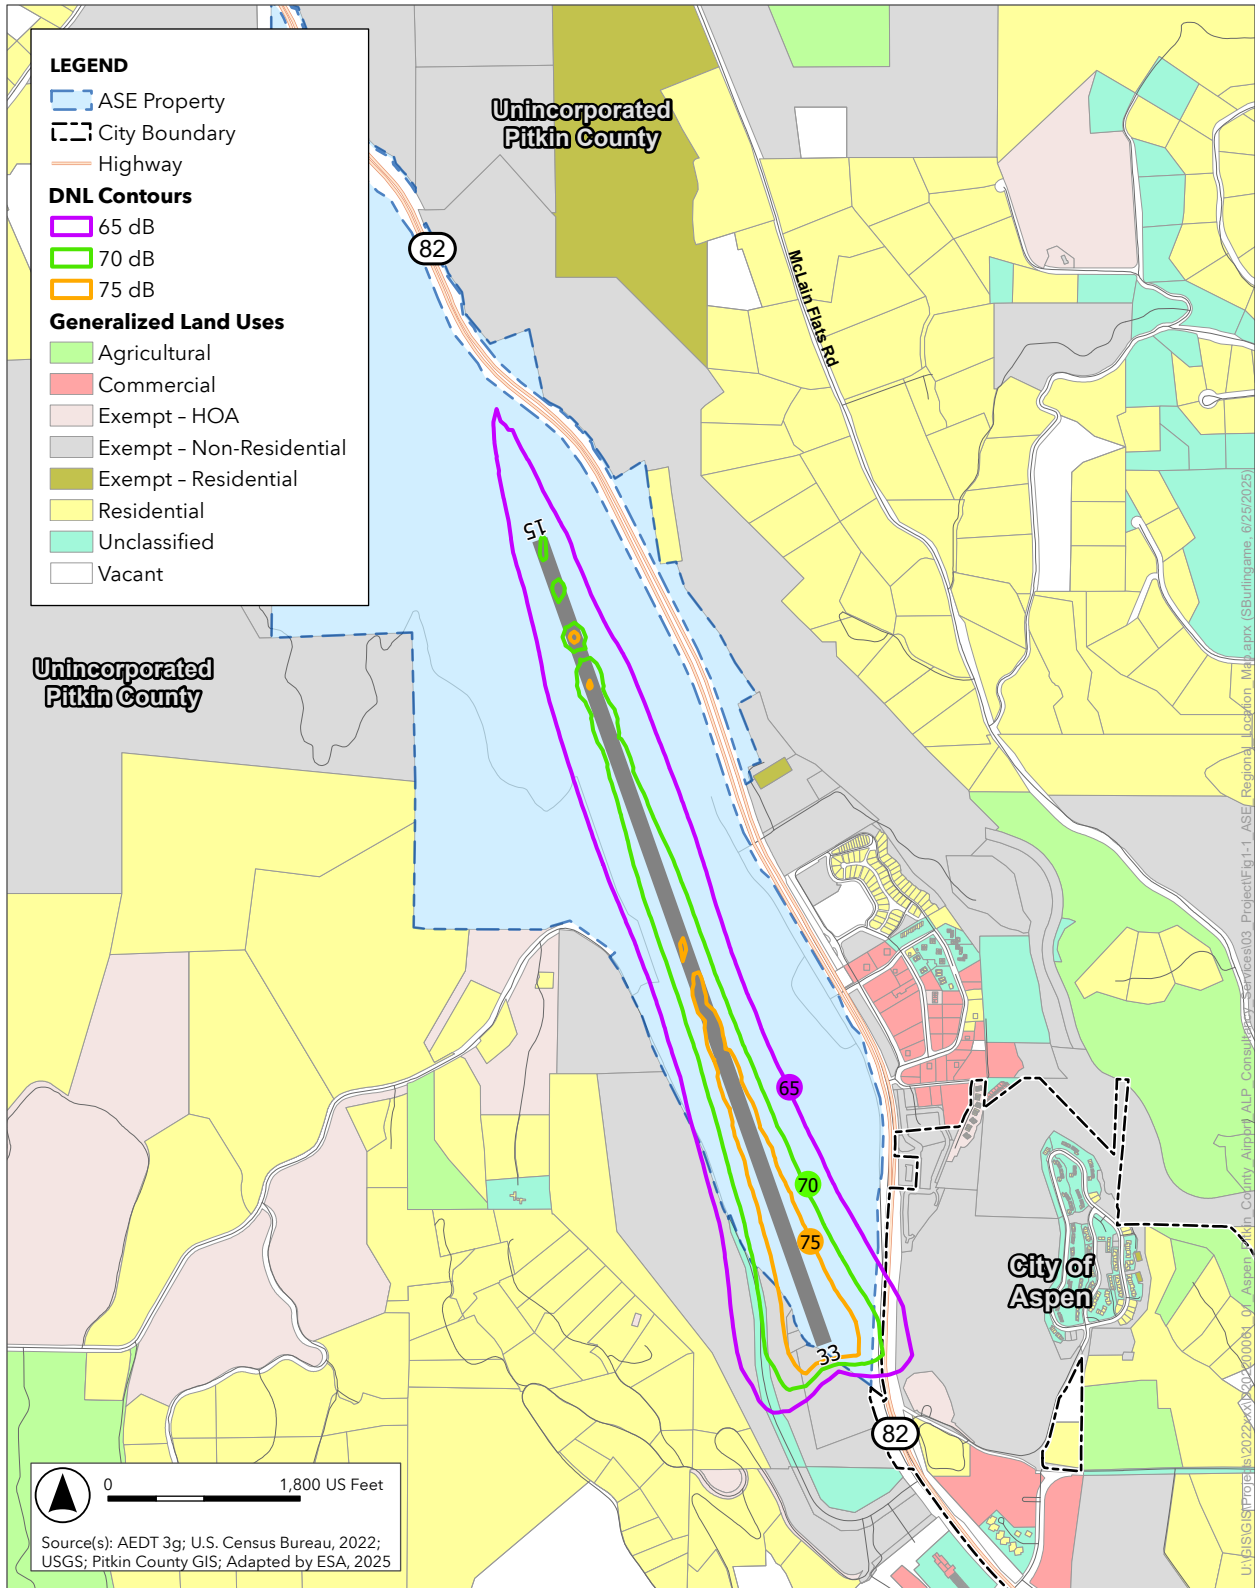 LEGEND
ASE Property
City Boundary
Highway
DNL Contours
65 dB
70 dB
75 dB
Generalized Land Uses
Agricultural
Commercial
Exempt – HOA
Exempt – Non-Residential
Exempt – Residential
Residential
Unclassified
Vacant
Unincorporated
Pitkin County
82
McLain Flats Rd
15
Unincorporated
Pitkin County
65
70
75
City of
Aspen
33
82
0 1,800 US Feet
Source(s): AEDT 3g; U.S. Census Bureau, 2022;
USGS; Pitkin County GIS; Adapted by ESA, 2025